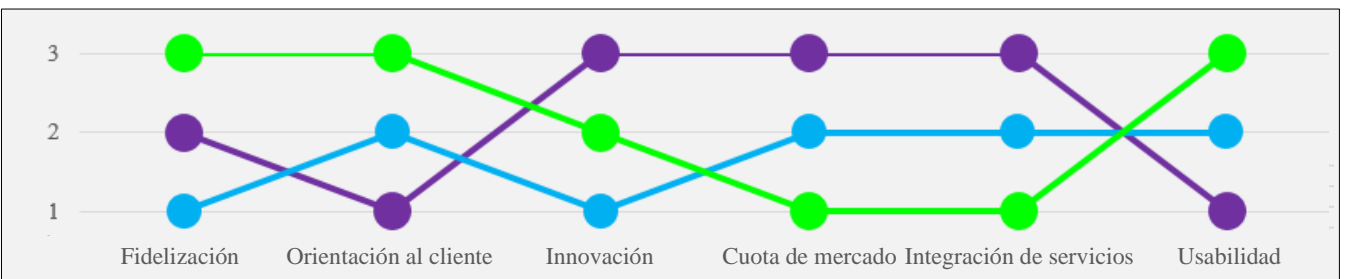 3
2
1
Fidelización Orientación al cliente Innovación Cuota de mercado Integración de servicios Usabilidad